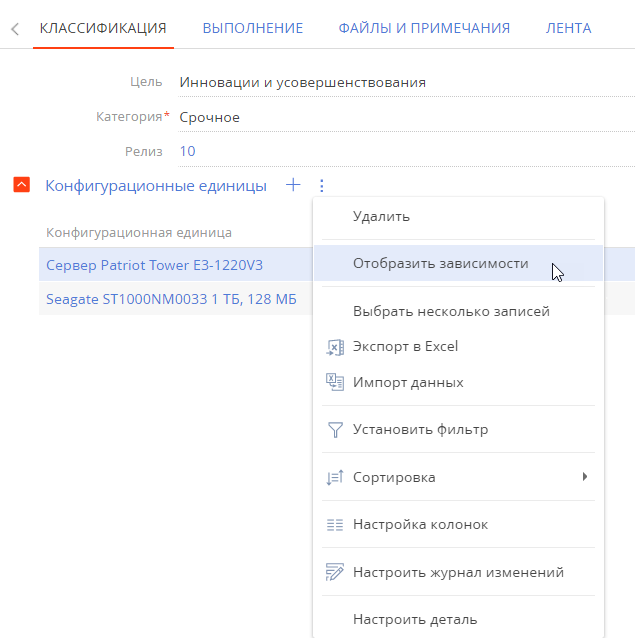 КЛАССИФИКАЦИЯ ВЫПОЛНЕНИЕ ФАЙЛЫ И ПРИМЕЧАНИЯ ЛЕНТА
Цель Инновации и усовершенствования
Категория* Срочное
Релиз 10
Конфигурационные единицы
Удалить
Конфигурационная единица
Сервер Patriot Tower E3-1220V3
Отобразить зависимости
Seagate ST1000NM0033 1 ТБ, 128 МБ
Выбрать несколько записей
Экспорт в Excel
Импорт данных
Установить фильтр
Сортировка
Настройка колонок
Настроить журнал изменений
Настроить деталь